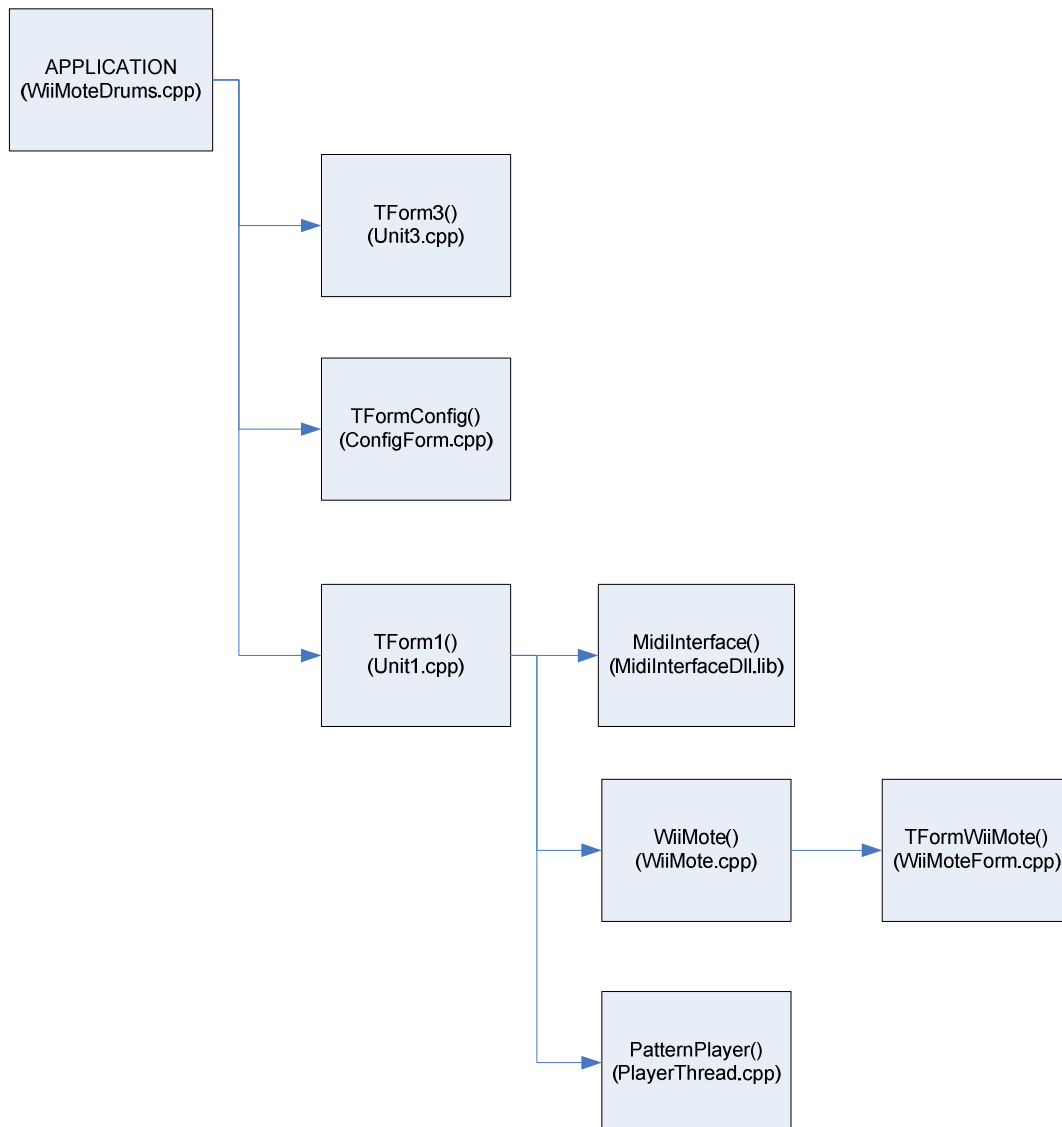 APPLICATION
(WiiMoteDrums.cpp)
TForm3()
(Unit3.cpp)
TFormConfig()
(ConfigForm.cpp)
TForm1()
(Unit1.cpp)
MidiInterface()
(MidiInterfaceDll.lib)
WiiMote()
(WiiMote.cpp)
TFormWiiMote()
(WiiMoteForm.cpp)
PatternPlayer()
(PlayerThread.cpp)